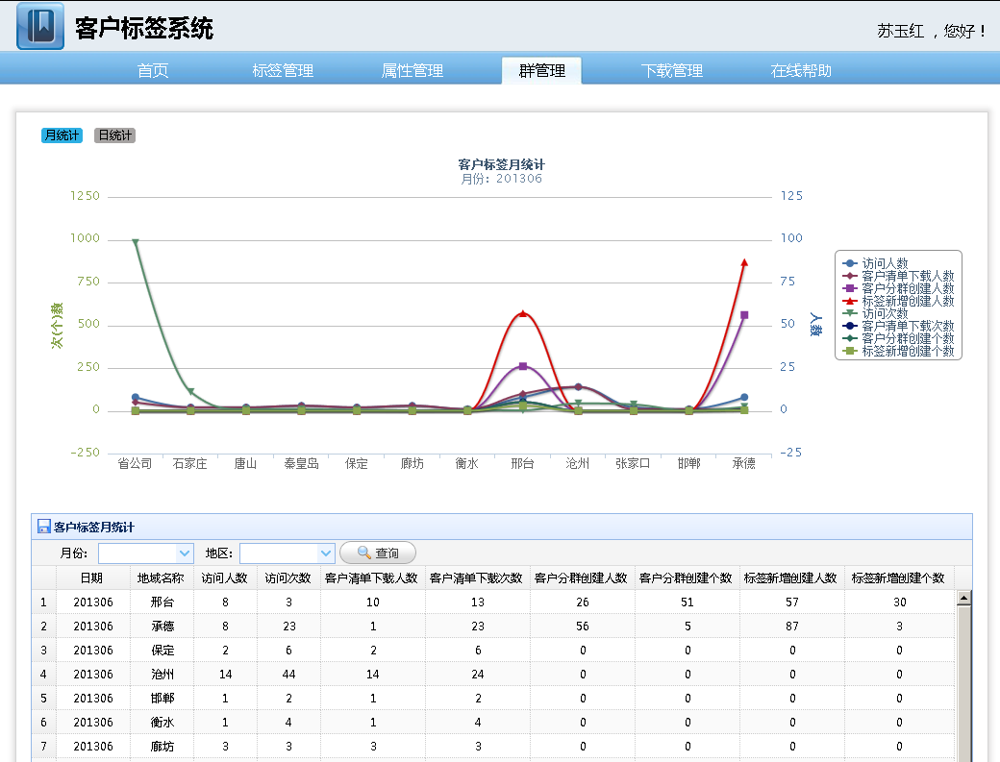 客户标签系统
苏玉红 ，您好！
首页 标签管理 属性管理 群管理 下载管理 在线帮助
月统计 日统计
客户标签月统计
月份：201306
1250 125
1000 100
750 75
500 50
250 25
0 0
-250 -25
次(个)数
人数
省公司 石家庄 唐山 秦皇岛 保定 廊坊 衡水 邢台 沧州 张家口 邯郸 承德
访问人数
客户清单下载人数
客户分群创建人数
标签新增创建人数
访问次数
客户清单下载次数
客户分群创建个数
标签新增创建个数
客户标签月统计
月份： 地区： 查询
日期 地域名称 访问人数 访问次数 客户清单下载人数 客户清单下载次数 客户分群创建人数 客户分群创建个数 标签新增创建人数 标签新增创建个数
1 201306 邢台 8 3 10 13 26 51 57 30
2 201306 承德 8 23 1 23 56 5 87 3
3 201306 保定 2 6 2 6 0 0 0 0
4 201306 沧州 14 44 14 24 0 0 0 0
5 201306 邯郸 1 2 1 2 0 0 0 0
6 201306 衡水 1 4 1 4 0 0 0 0
7 201306 廊坊 3 3 3 3 0 0 0 0